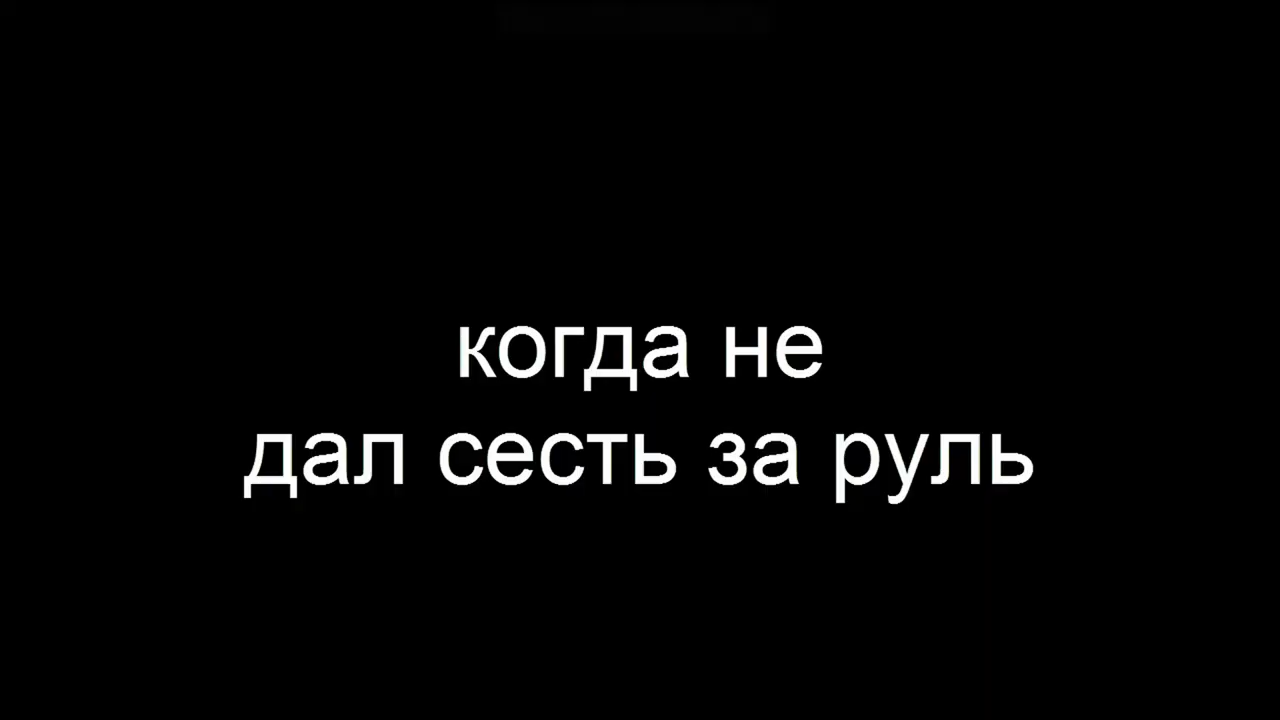 когда не
дал сесть за руль